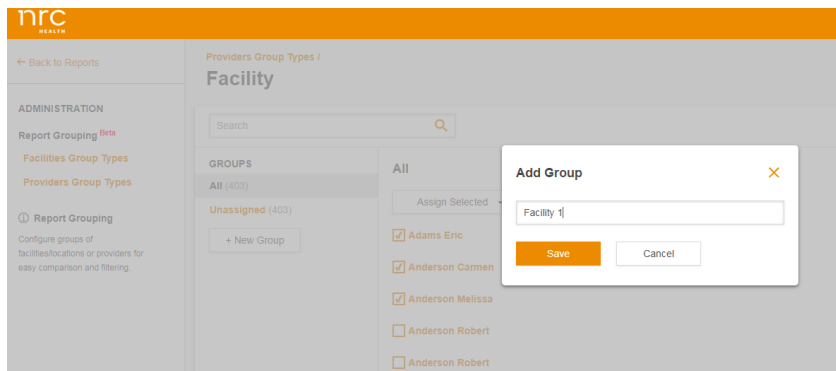 nrc
HEALTH
← Back to Reports
ADMINISTRATION
Report Grouping Beta
Facilities Group Types
Providers Group Types
Report Grouping
Configure groups of
facilities/locations or providers for
easy comparison and filtering.
Providers Group Types /
Facility
Search
GROUPS
All (403)
Unassigned (403)
+ New Group
All
Assign Selected
Adams Eric
Anderson Carmen
Anderson Melissa
Anderson Robert
Anderson Robert
Add Group
Facility 1
Save Cancel